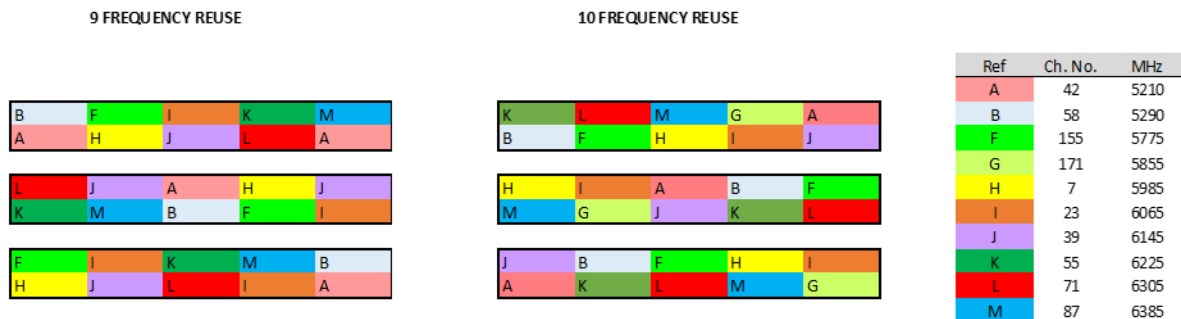 9 FREQUENCY REUSE
B F I K M
A H J L A
L J A H J
K M B F I
F I K M B
H J L I A
10 FREQUENCY REUSE
K L M G A
B F H I J
H I A B F
M G J K L
J B F H I
A K L M G
Ref Ch. No. MHz
A 42 5210
B 58 5290
F 155 5775
G 171 5855
H 7 5985
I 23 6065
J 39 6145
K 55 6225
L 71 6305
M 87 6385